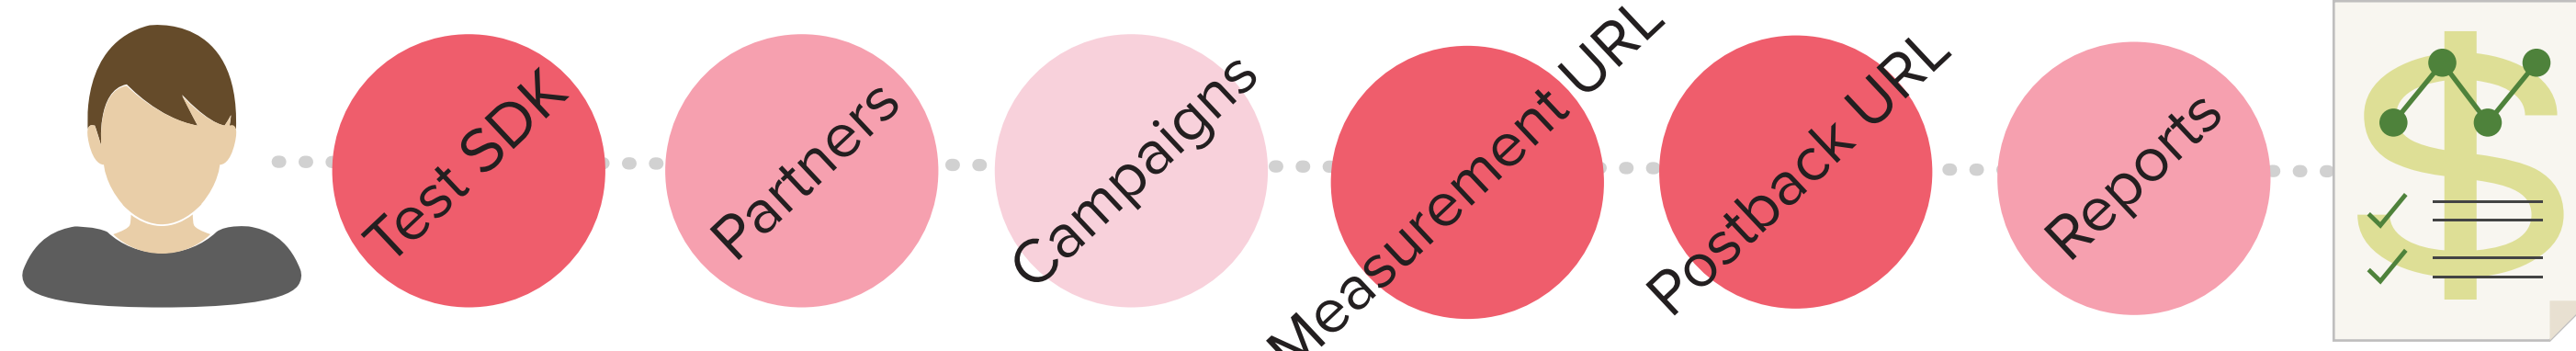 Test SDK
Partners
Campaigns
Measurement URL
Postback URL
Reports